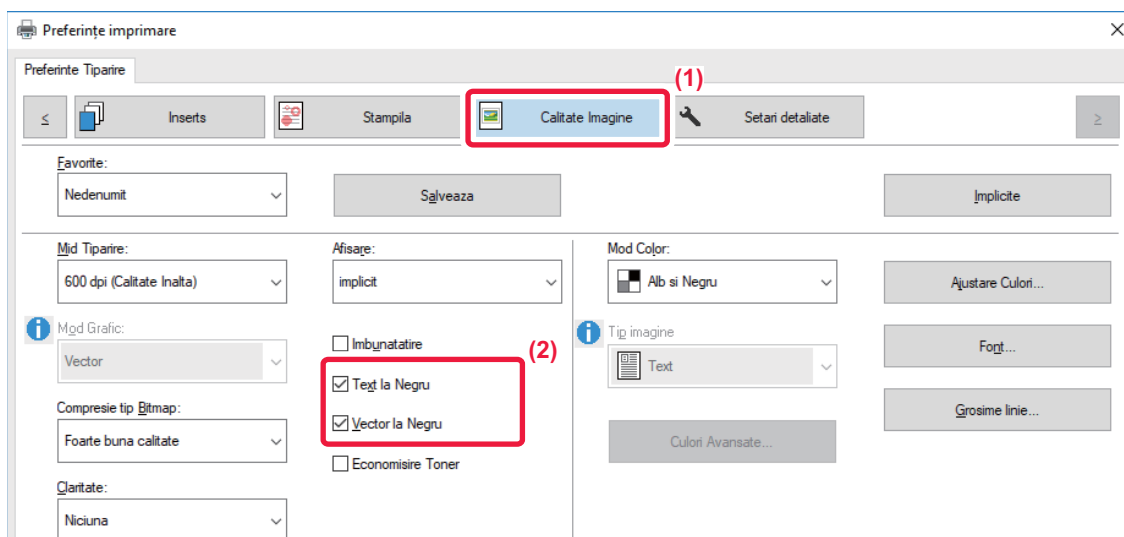 Preferințe imprimare
Preferinte Tiparire
(1)
< Inserts Stampila Calitate Imagine Setari detaliate >
Favorite:
Nedenumit Salveaza Implicite
Mid Tiparire: Afisare: Mod Color:
600 dpi (Calitate Inalta) implicit Alb si Negru Ajustare Culori...
Mod Grafic: Imbunatatire (2) Tip imagine
Vector Text la Negru Text Font...
Compresie tip Bitmap: Vector la Negru Grosime linie...
Foarte buna calitate Culori Avansate...
Economisire Toner
Claritate:
Niciuna